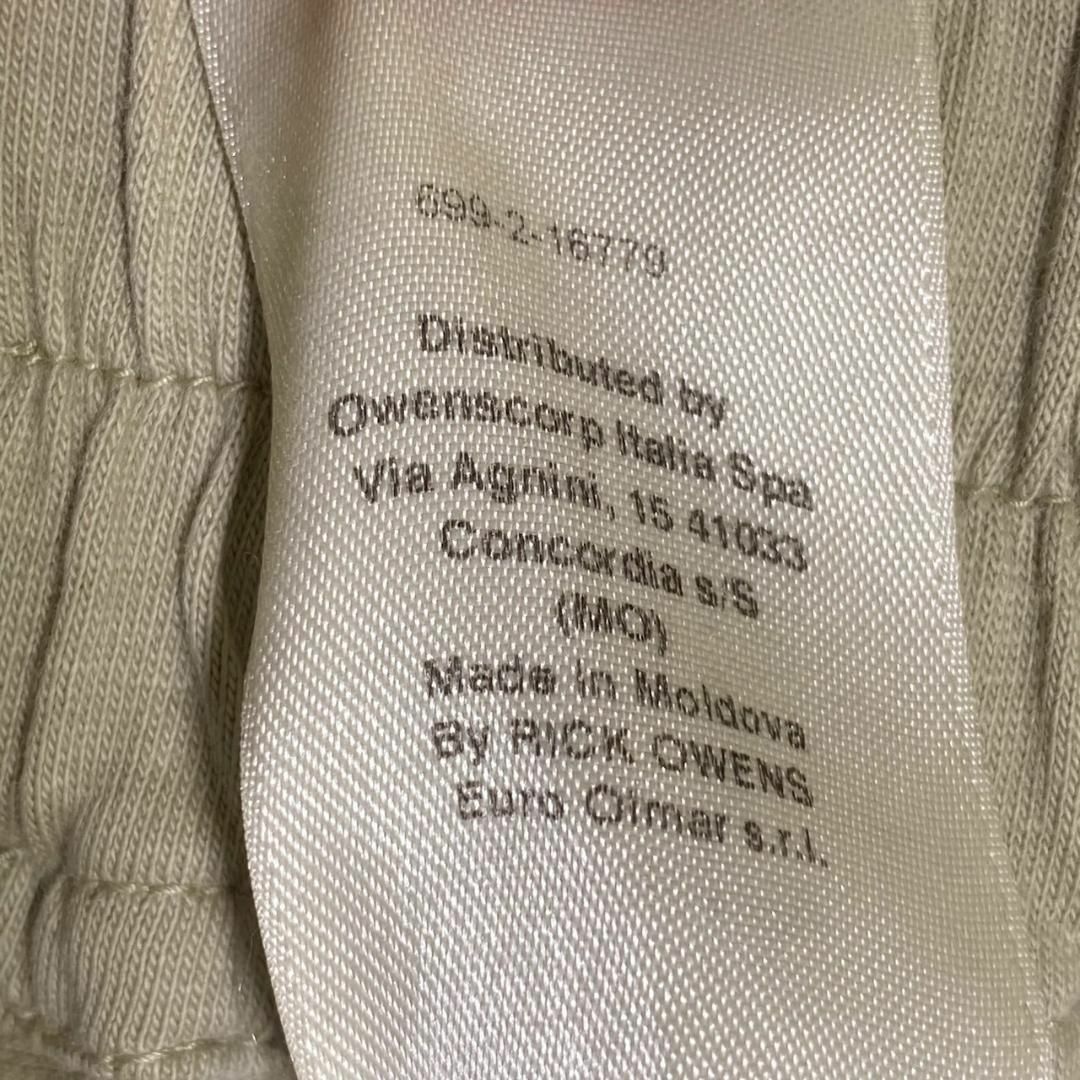 699-2-16779
Distributed by
Owenscorp Italia Spa
Via Agnini, 15 41033
Concordia s/S
(MO)
Made in Moldova
By RICK OWENS
Euro Olmar s.r.l.